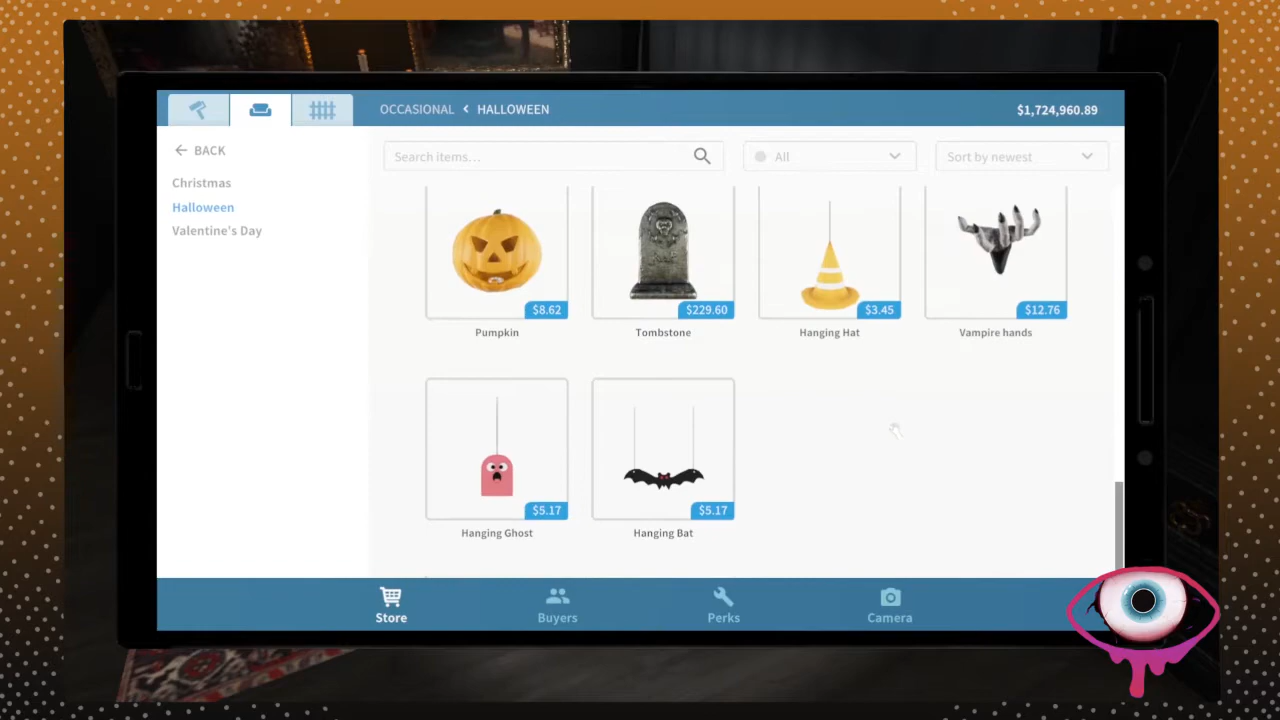 OCCASIONAL < HALLOWEEN
$1,724,960.89
BACK
Search items...
All
Sort by newest
Christmas
Halloween
Valentine's Day
$8.62
$229.60
$3.45
$12.76
Pumpkin
Tombstone
Hanging Hat
Vampire hands
$5.17
$5.17
Hanging Ghost
Hanging Bat
Store
Buyers
Perks
Camera